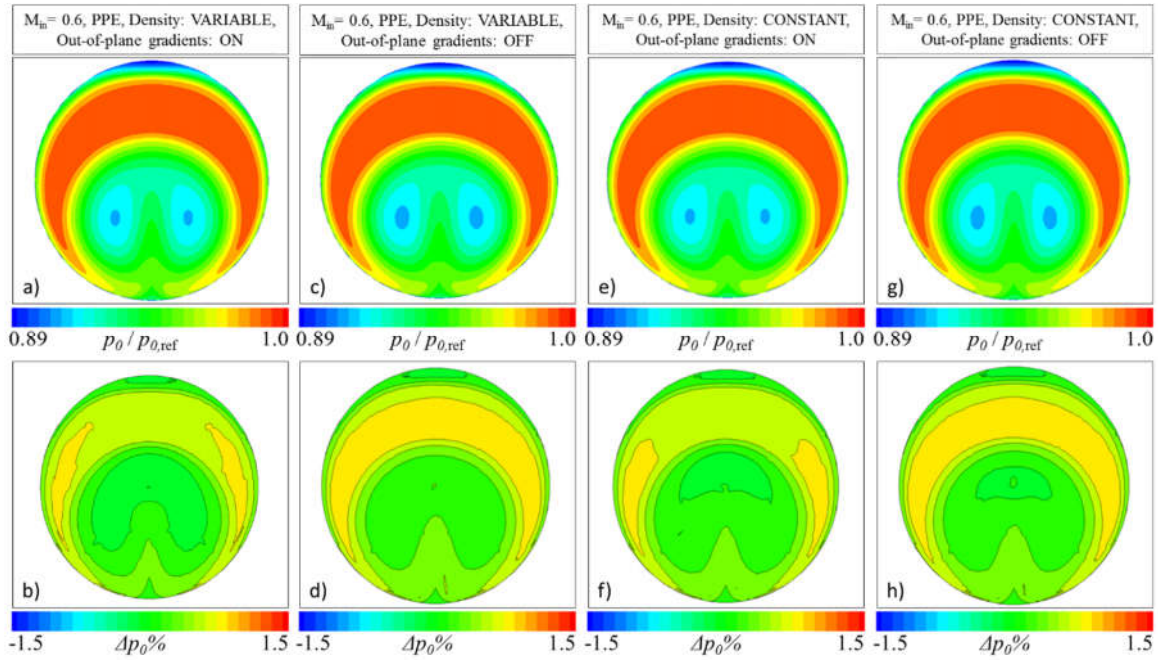 M_in= 0.6, PPE, Density: VARIABLE,
Out-of-plane gradients: ON
M_in= 0.6, PPE, Density: VARIABLE,
Out-of-plane gradients: OFF
M_in= 0.6, PPE, Density: CONSTANT,
Out-of-plane gradients: ON
M_in= 0.6, PPE, Density: CONSTANT,
Out-of-plane gradients: OFF
a)
c)
e)
g)
0.89 p_0 / p_0,ref 1.0
0.89 p_0 / p_0,ref 1.0
0.89 p_0 / p_0,ref 1.0
0.89 p_0 / p_0,ref 1.0
b)
d)
f)
h)
-1.5 Δp_0% 1.5
-1.5 Δp_0% 1.5
-1.5 Δp_0% 1.5
-1.5 Δp_0% 1.5